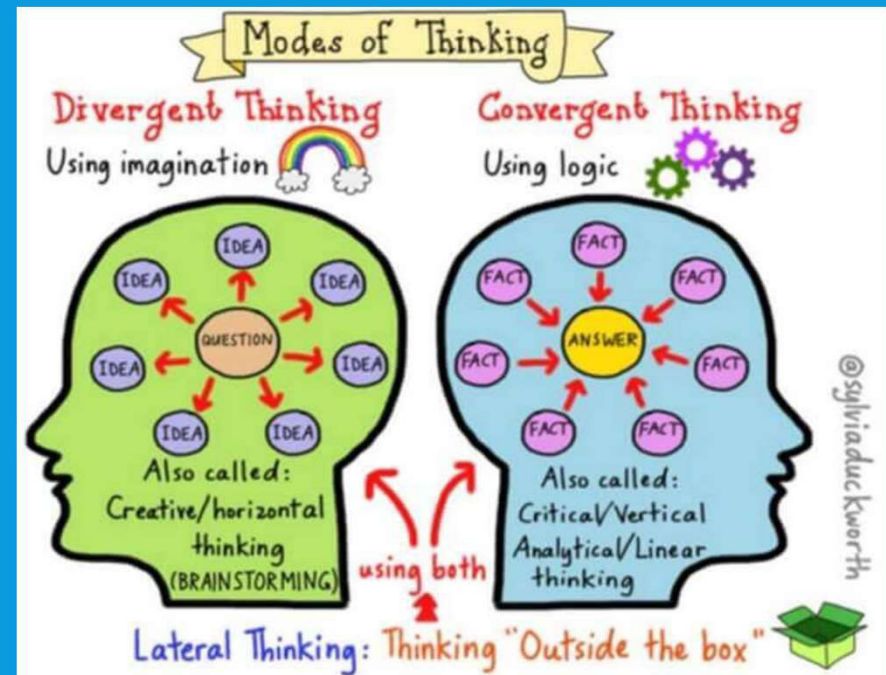 Modes of Thinking
Divergent Thinking
Using imagination
IDEA
IDEA
IDEA
QUESTION
IDEA
IDEA
IDEA
IDEA
Also called:
Creative/horizontal
thinking
(BRAINSTORMING)
Convergent Thinking
Using logic
FACT
FACT
FACT
ANSWER
FACT
FACT
FACT
FACT
Also called:
Critical/Vertical
Analytical/Linear
thinking
using both
Lateral Thinking: Thinking "Outside the box"
@sylviaduckworth